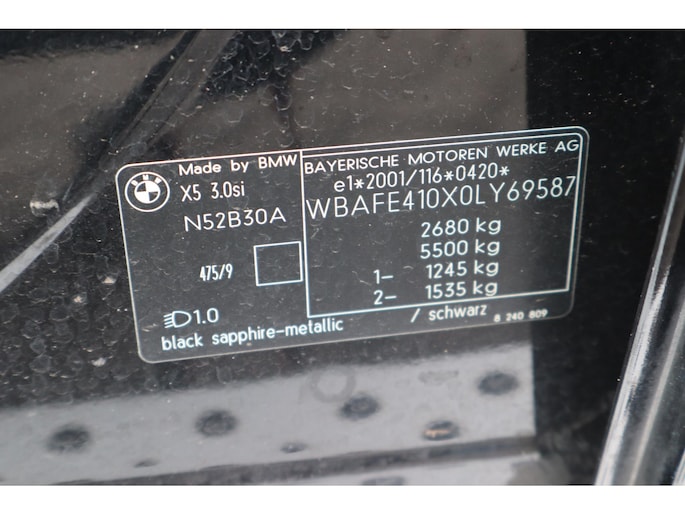 BMW
Made by BMW
X5 3.0si
N52B30A
475/9
1.0
black sapphire-metallic / schwarz
BAYERISCHE MOTOREN WERKE AG
e1*2001/116*0420*
WBAFE410X0LY69587
2680 kg
5500 kg
1- 1245 kg
2- 1535 kg
8 240 809